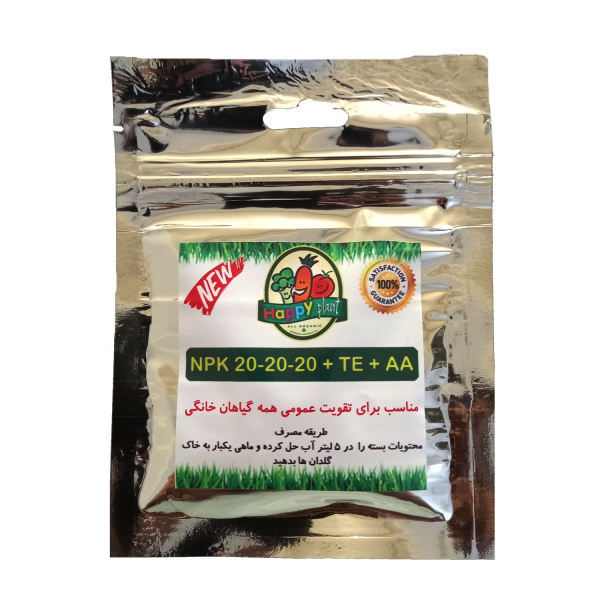 NEW
Happy plant
ALL ORGANIC
SATISFACTION
100%
GUARANTEE
NPK 20-20-20 + TE + AA
مناسب برای تقویت عمومی همه گیاهان خانگی
طریقه مصرف
محتویات بسته را در ۵ لیتر آب حل کرده و ماهی یکبار به خاک
گلدان ها بدهید